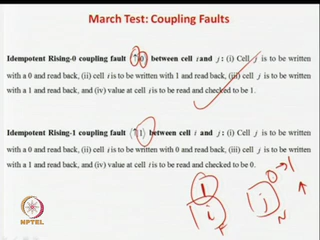 March Test: Coupling Faults
Idempotent Rising-0 coupling fault ⟨↑0⟩ between cell i and j: (i) Cell j is to be written
with a 0 and read back, (ii) cell i is to be written with 1 and read back, (iii) cell j is to be written
with a 1 and read back, and (iv) value at cell i is to be read and checked to be 1.
Idempotent Rising-1 coupling fault ⟨↑1⟩ between cell i and j: (i) Cell j is to be written
with a 0 and read back, (ii) cell i is to be written with 0 and read back, (iii) cell j is to be written
with a 1 and read back, and (iv) value at cell i is to be read and checked to be 0.
1 0→1
i j ↑
F N
NPTEL